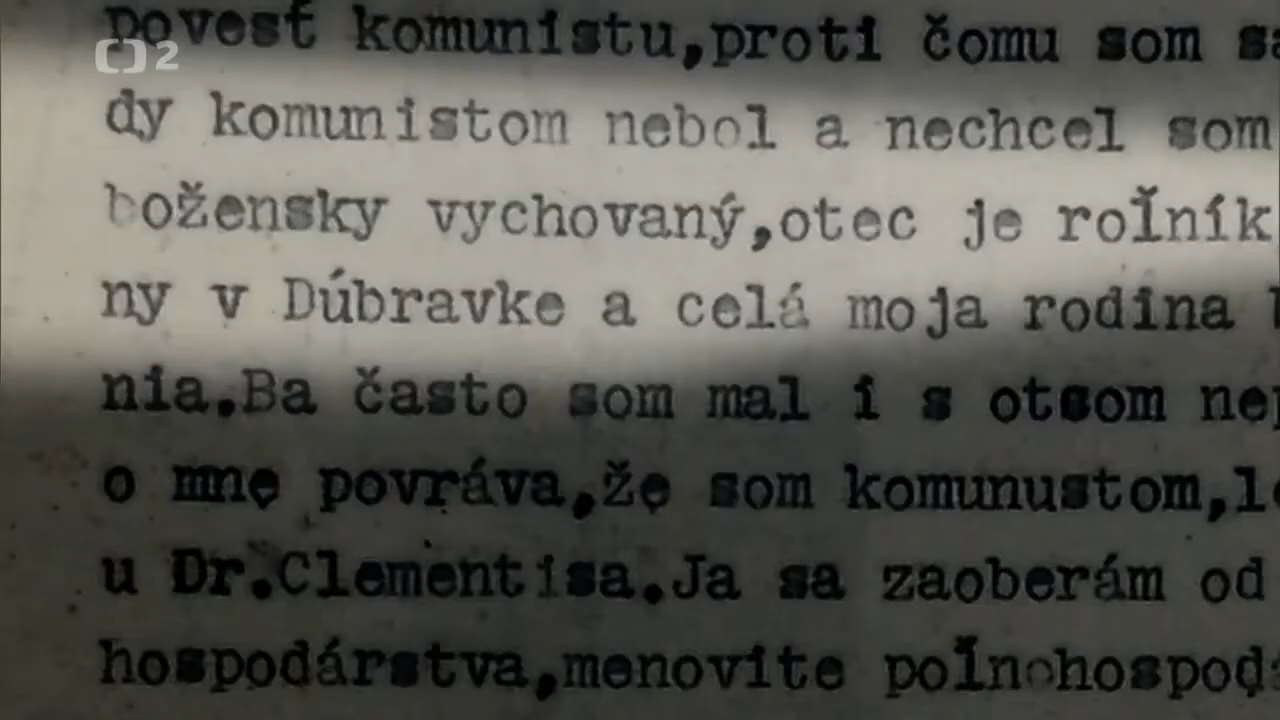 povesť komunistu,proti čomu som sa
dy komunistom nebol a nechcel som
božensky vychovaný,otec je roľník
ny v Dúbravke a celá moja rodina
nia.Ba často som mal i s otcom
o mne povráva,že som komunustom,
u Dr.Clementisa.Ja sa zaoberám od
hospodárstva,menovite poľnohospod
ČT2